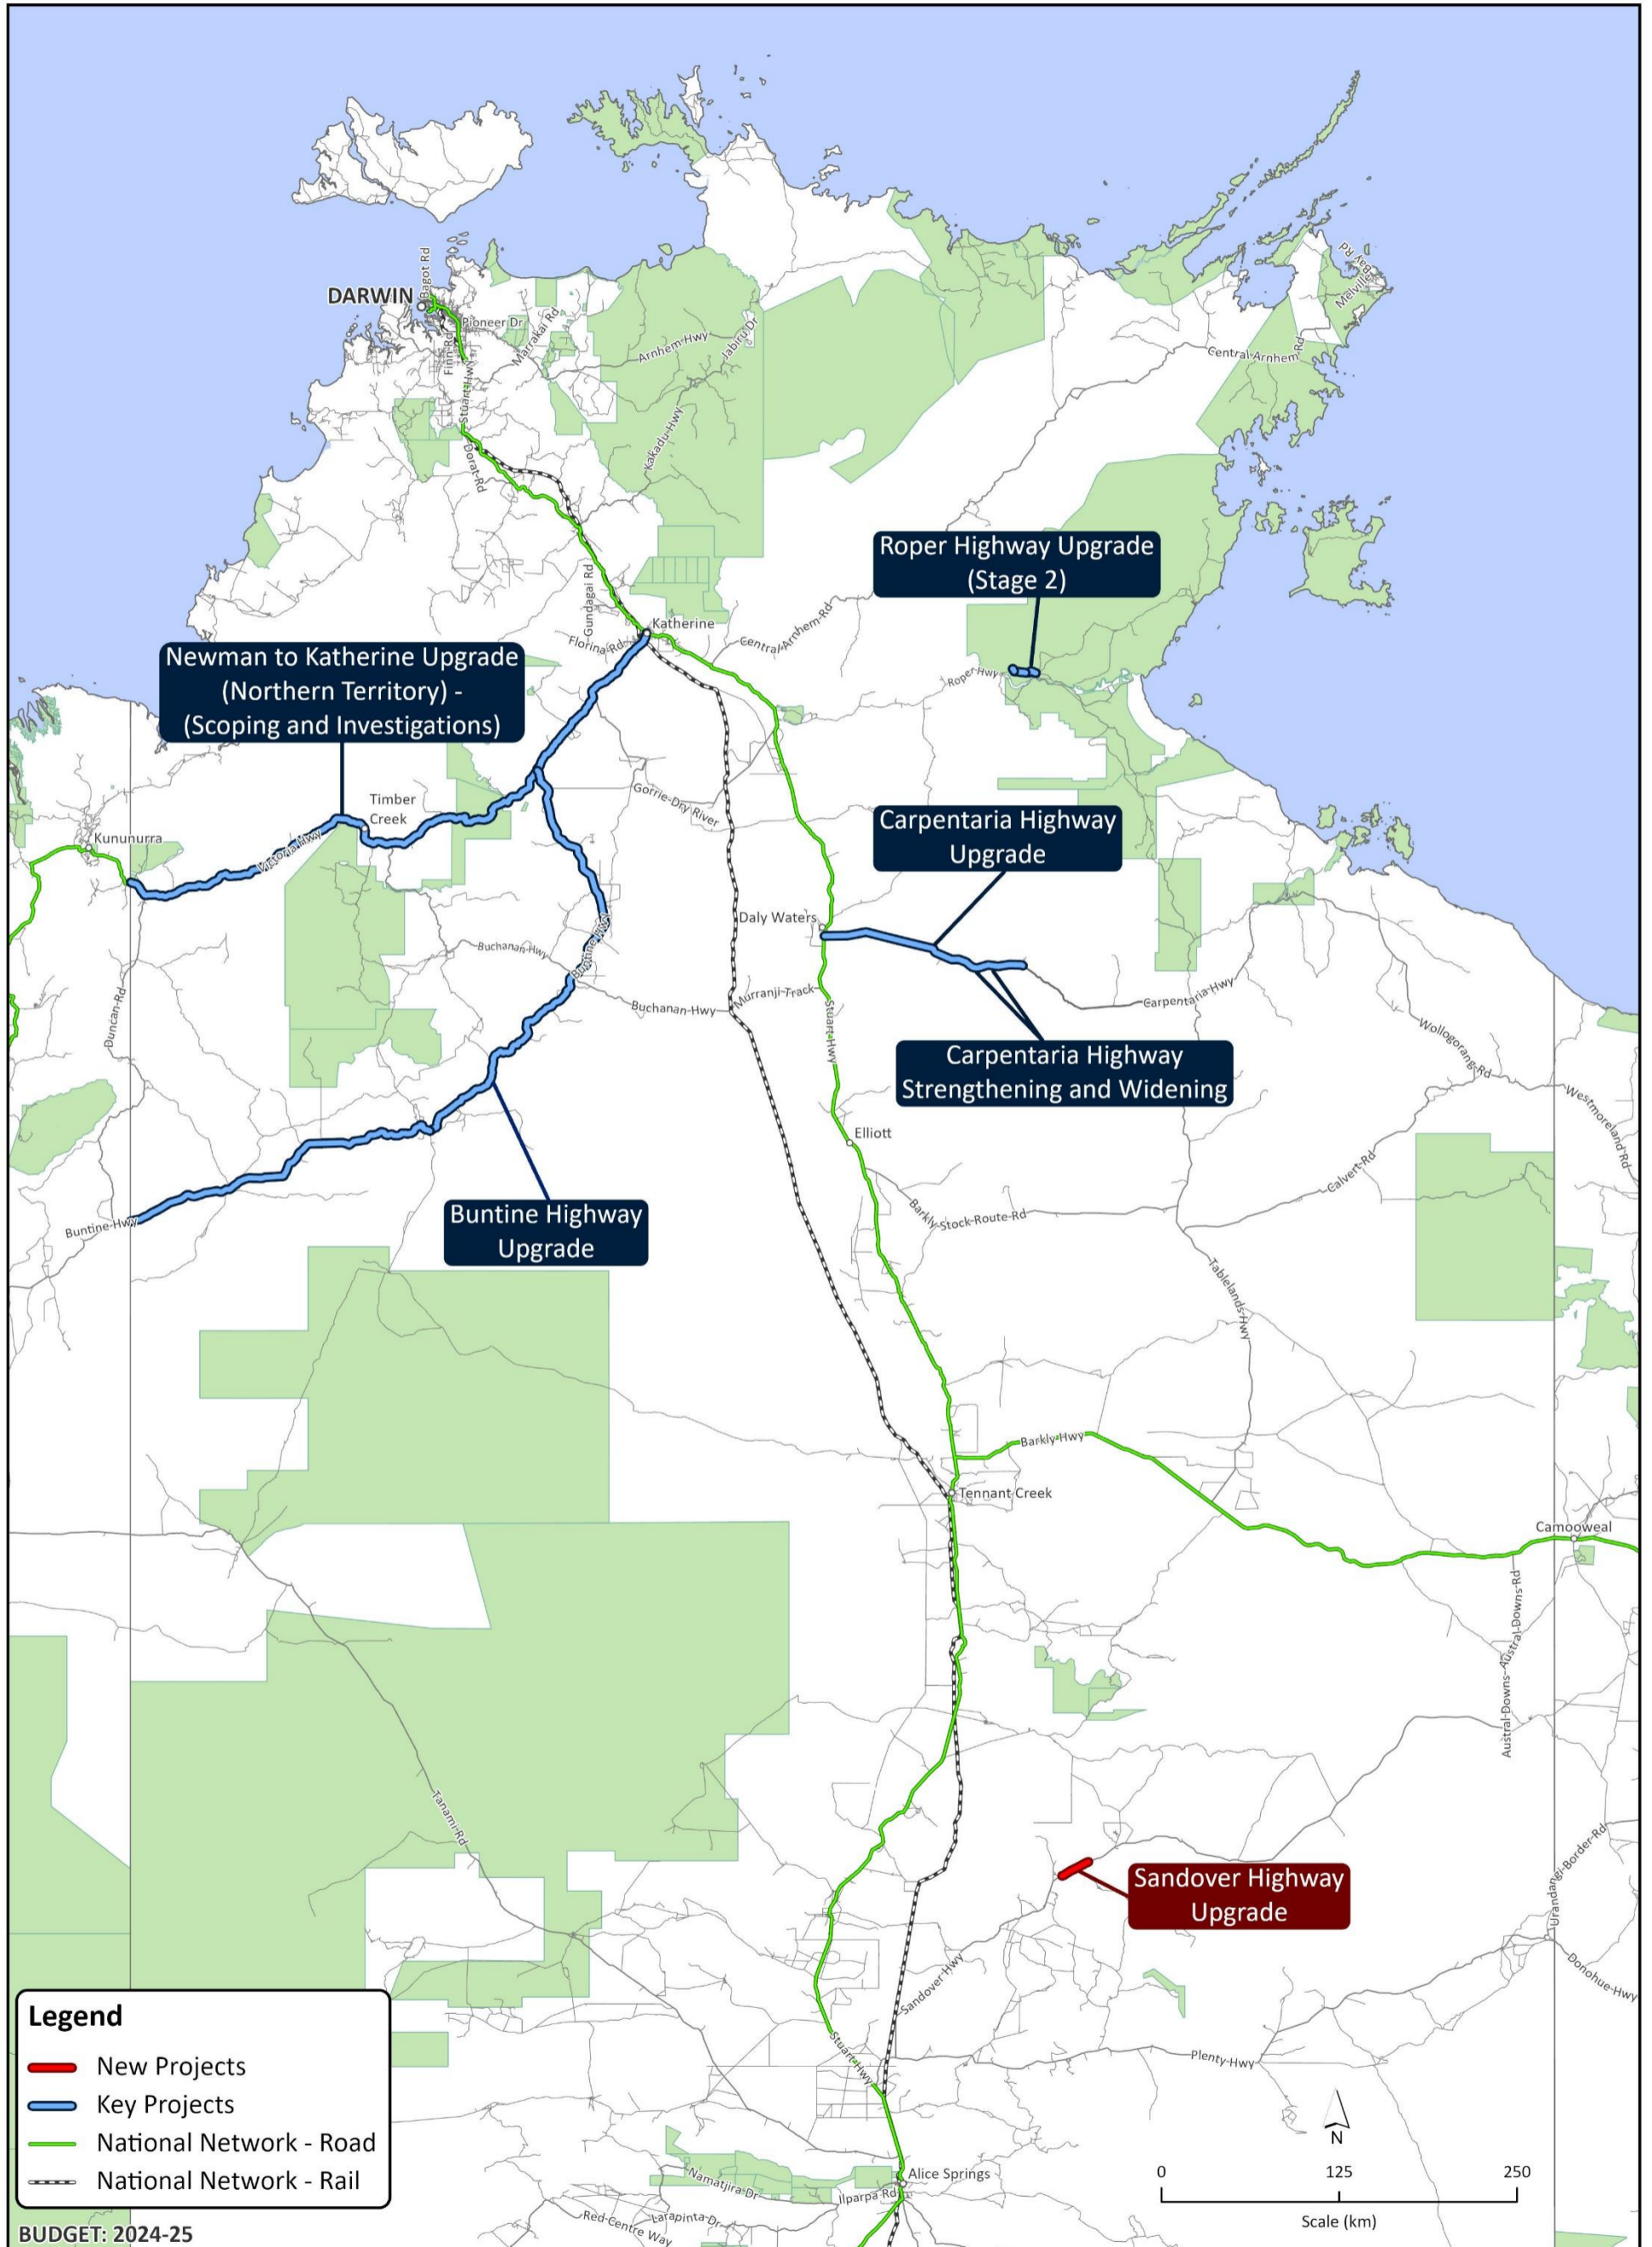 DARWIN
Bagot Rd
Pioneer Dr
Finn Rd
Marrakai Rd
Stuart Hwy
Arnhem Hwy
Jabiru Dr
Kakadu Hwy
Dorat Rd
Melville Bay Rd
Central Arnhem Rd
Roper Highway Upgrade
(Stage 2)
Gundagai Rd
Katherine
Florina Rd
Central Arnhem Rd
Roper Hwy
Newman to Katherine Upgrade
(Northern Territory) -
(Scoping and Investigations)
Timber
Creek
Gorrie-Dry River
Kununurra
Victoria Hwy
Carpentaria Highway
Upgrade
Daly Waters
Buntine Hwy
Buchanan-Hwy
Duncan-Rd
Buchanan-Hwy
Murranji-Track
Stuart-Hwy
Carpentaria-Hwy
Carpentaria Highway
Strengthening and Widening
Wollogorang-Rd
Westmoreland Rd
Elliott
Calvert-Rd
Barkly-Stock-Route-Rd
Buntine-Hwy
Buntine Highway
Upgrade
Tablelands-Hwy
Barkly-Hwy
Tennant Creek
Camooweal
Austral-Downs-Austral-Downs-Rd
Tanami-Rd
Sandover Highway
Upgrade
Urandangi-Border-Rd
Donohue-Hwy
Sandover Hwy
Stuart-Hwy
Plenty-Hwy
Legend
New Projects
Key Projects
National Network - Road
National Network - Rail
N
0 125 250
Scale (km)
Alice Springs
Namatjira-Dr
Ilparpa Rd
Larapinta-Dr
Red-Centre Way
BUDGET: 2024-25